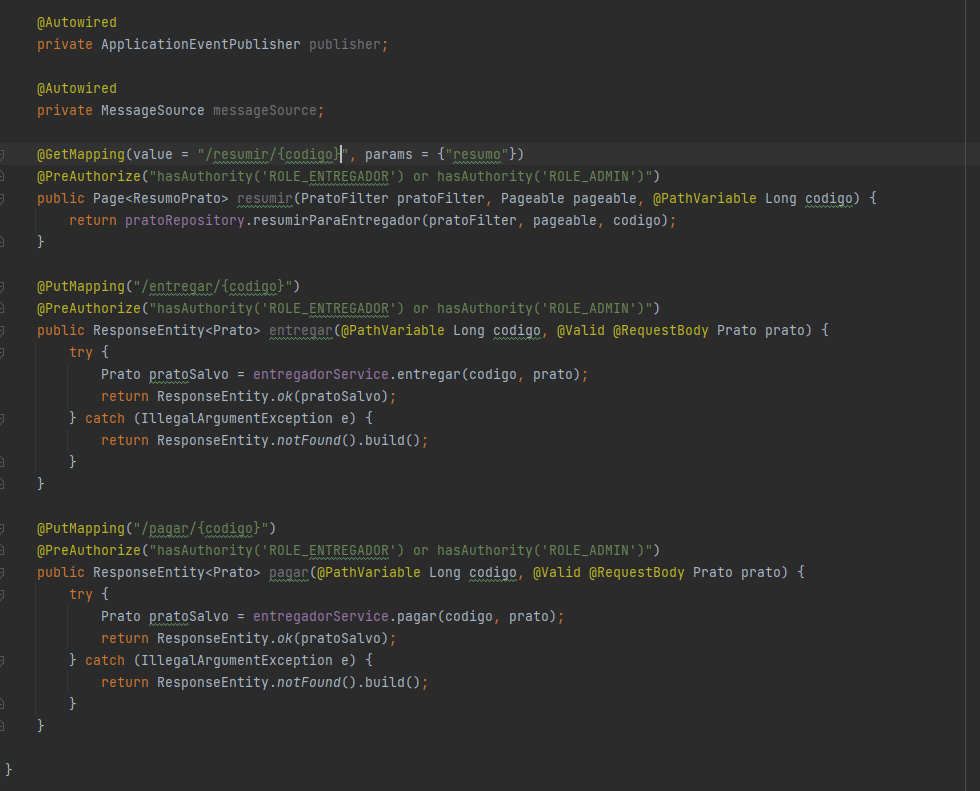 @Autowired
private ApplicationEventPublisher publisher;
@Autowired
private MessageSource messageSource;
@GetMapping(value = "/resumir/{codigo}", params = {"resumo"})
@PreAuthorize("hasAuthority('ROLE_ENTREGADOR') or hasAuthority('ROLE_ADMIN')")
public Page<ResumoPrato> resumir(PratoFilter pratoFilter, Pageable pageable, @PathVariable Long codigo) {
return pratoRepository.resumirParaEntregador(pratoFilter, pageable, codigo);
}
@PutMapping("/entregar/{codigo}")
@PreAuthorize("hasAuthority('ROLE_ENTREGADOR') or hasAuthority('ROLE_ADMIN')")
public ResponseEntity<Prato> entregar(@PathVariable Long codigo, @Valid @RequestBody Prato prato) {
try {
Prato pratoSalvo = entregadorService.entregar(codigo, prato);
return ResponseEntity.ok(pratoSalvo);
} catch (IllegalArgumentException e) {
return ResponseEntity.notFound().build();
}
}
@PutMapping("/pagar/{codigo}")
@PreAuthorize("hasAuthority('ROLE_ENTREGADOR') or hasAuthority('ROLE_ADMIN')")
public ResponseEntity<Prato> pagar(@PathVariable Long codigo, @Valid @RequestBody Prato prato) {
try {
Prato pratoSalvo = entregadorService.pagar(codigo, prato);
return ResponseEntity.ok(pratoSalvo);
} catch (IllegalArgumentException e) {
return ResponseEntity.notFound().build();
}
}
}